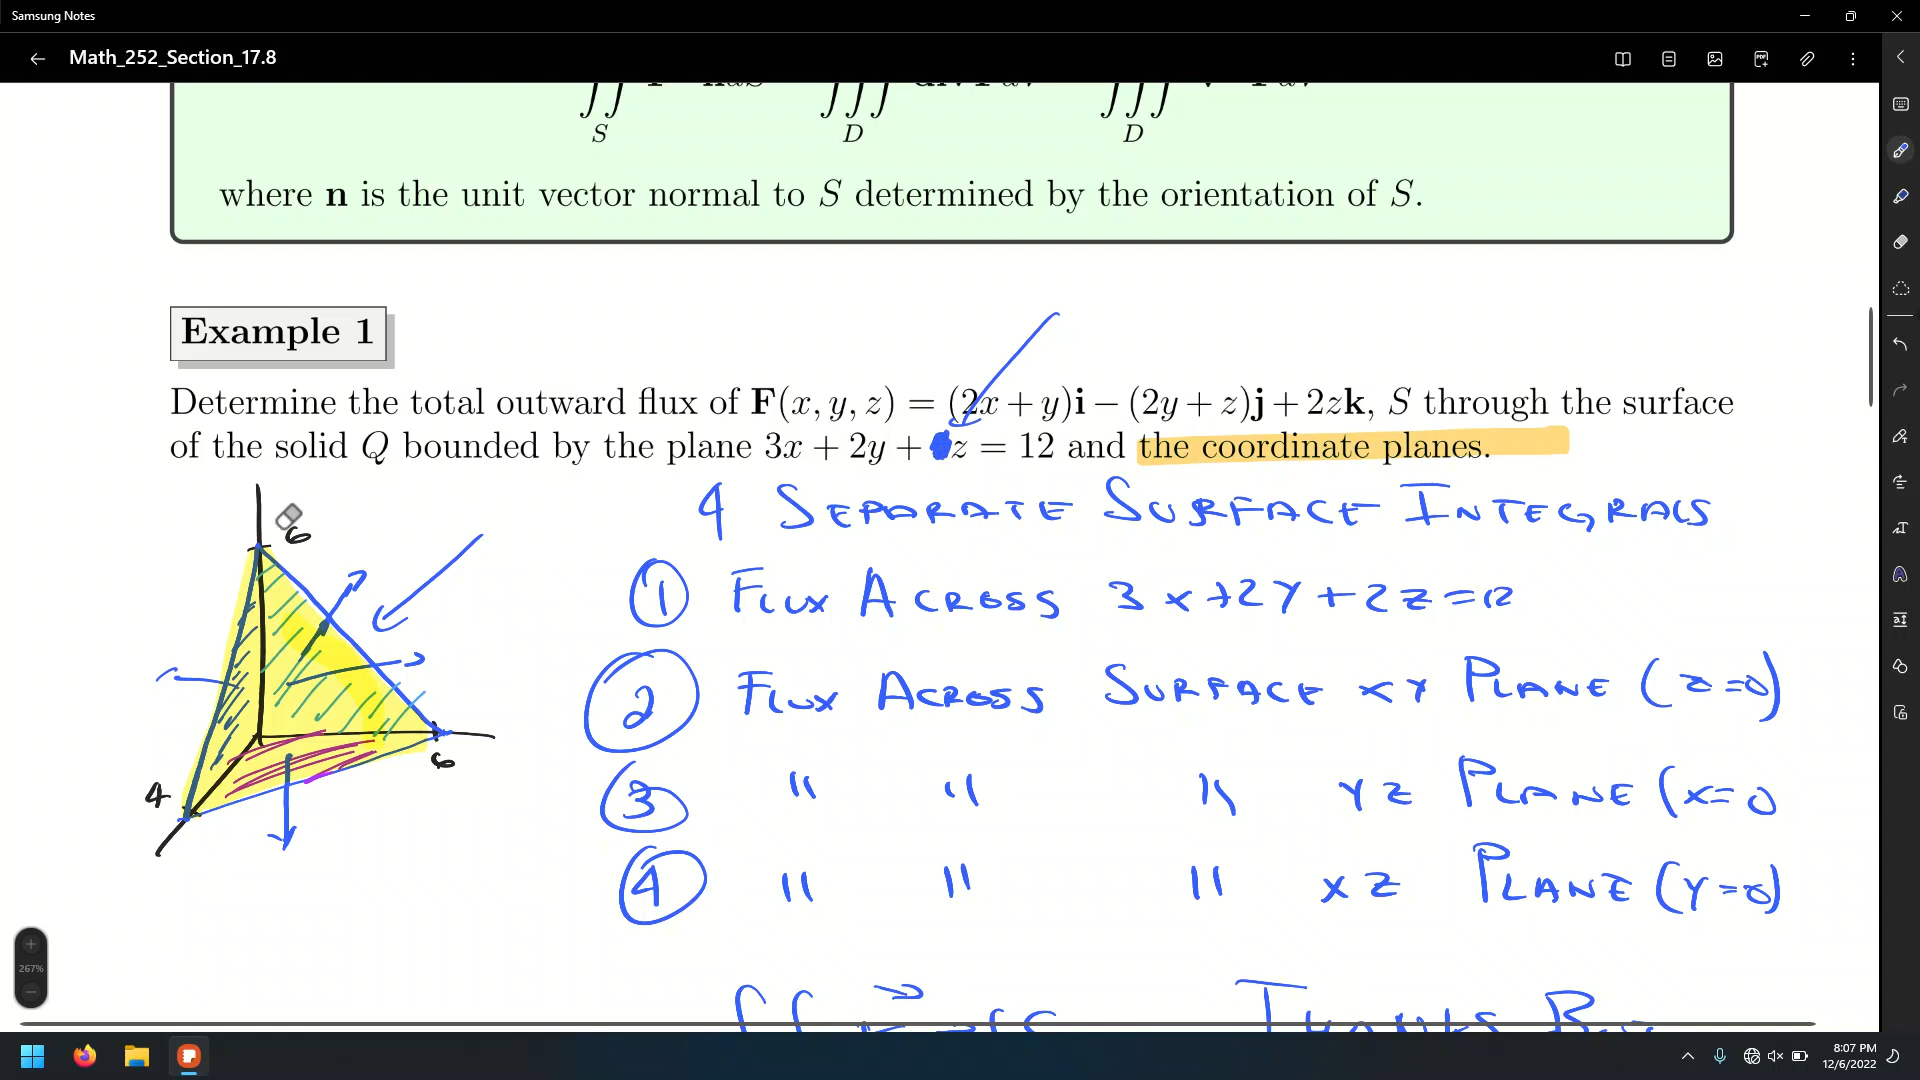 Samsung Notes
Math_252_Section_17.8
S D D
where n is the unit vector normal to S determined by the orientation of S.
Example 1
Determine the total outward flux of F(x, y, z) = (2x + y)i − (2y + z)j + 2zk, S through the surface
of the solid Q bounded by the plane 3x + 2y + z = 12 and the coordinate planes.
4 SEPARATE SURFACE INTEGRALS
6
① FLUX ACROSS 3x+2Y+2Z=12
② FLUX ACROSS SURFACE XY PLANE (Z=0)
6
4
③ " " " YZ PLANE (X=0
④ " " " XZ PLANE (Y=0)
267%
8:07 PM
12/6/2022